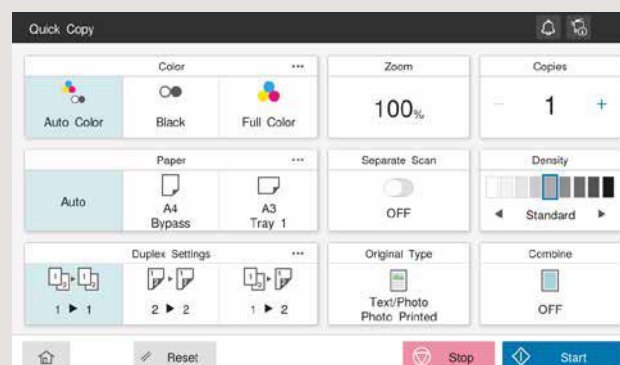 Quick Copy
Color ...
Zoom
Copies
Auto Color
Black
Full Color
100%
— 1 +
Paper ...
Separate Scan
Density
Auto
A4
Bypass
A3
Tray 1
OFF
◀ Standard ▶
Duplex Settings ...
Original Type
Combine
1 ▶ 1
2 ▶ 2
1 ▶ 2
Text/Photo
Photo Printed
OFF
Reset
Stop
Start